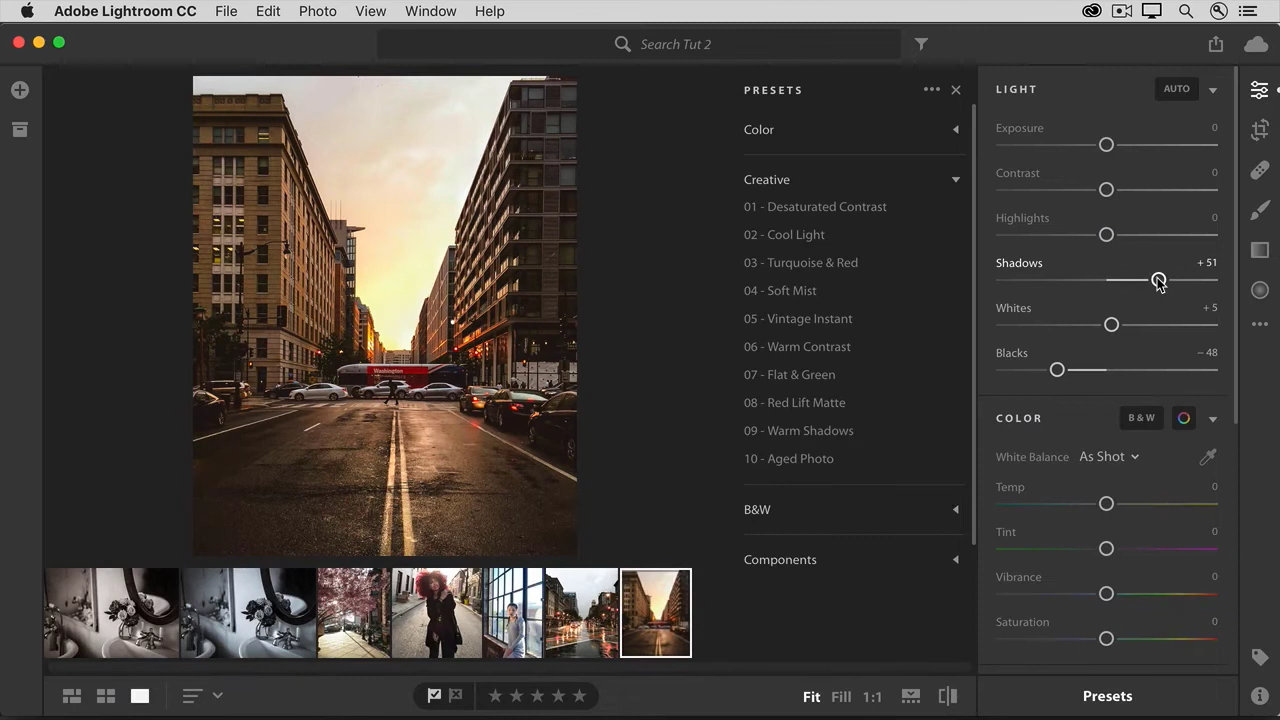 Adobe Lightroom CC File Edit Photo View Window Help
Search Tut 2
PRESETS
Color
Creative
01 - Desaturated Contrast
02 - Cool Light
03 - Turquoise & Red
04 - Soft Mist
05 - Vintage Instant
06 - Warm Contrast
07 - Flat & Green
08 - Red Lift Matte
09 - Warm Shadows
10 - Aged Photo
B&W
Components
LIGHT AUTO
Exposure 0
Contrast 0
Highlights 0
Shadows + 51
Whites + 5
Blacks – 48
COLOR B & W
White Balance As Shot
Temp 0
Tint 0
Vibrance 0
Saturation 0
Washington
Fit Fill 1:1
Presets